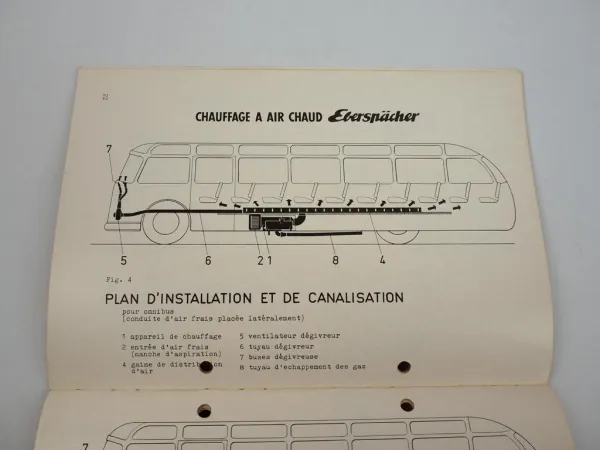 22
CHAUFFAGE A AIR CHAUD Eberspächer
7
5
6
2 1
8
4
Fig. 4
PLAN D'INSTALLATION ET DE CANALISATION
pour omnibus
(conduite d'air frais placée latéralement)
1 appareil de chauffage
2 entrée d'air frais
(manche d'aspiration)
4 gaine de distribution
d'air
5 ventilateur dégivreur
6 tuyau dégivreur
7 buses dégivreuse
8 tuyau d'echappement des gaz
7